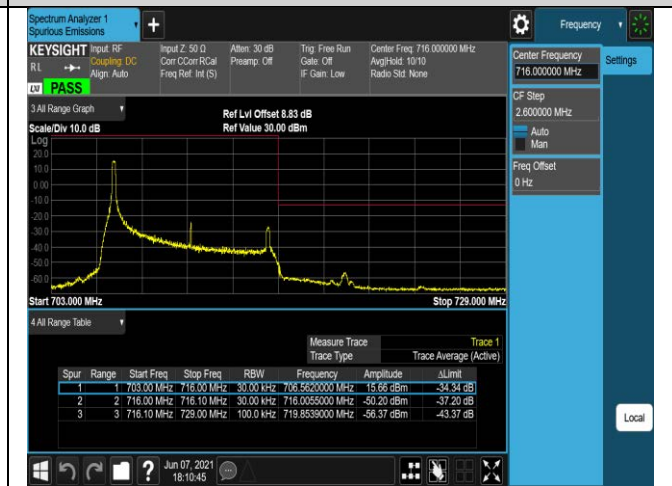 Spectrum Analyzer 1
Spurious Emissions
+
Frequency
KEYSIGHT Input: RF Input Z: 50 Ω Atten: 30 dB Trig: Free Run Center Freq: 716.000000 MHz
RL Coupling: DC Corr CCorr RCal Preamp: Off Gate: Off Avg|Hold: 10/10
Align: Auto Freq Ref: Int (S) IF Gain: Low Radio Std: None
PASS
Center Frequency
716.000000 MHz
Settings
CF Step
2.600000 MHz
Auto
Man
Freq Offset
0 Hz
3 All Range Graph
Ref Lvl Offset 8.83 dB
Scale/Div 10.0 dB Ref Value 30.00 dBm
Log
20.0
10.0
0.00
-10.0
-20.0
-30.0
-40.0
-50.0
-60.0
Start 703.000 MHz Stop 729.000 MHz
4 All Range Table
Measure Trace Trace 1
Trace Type Trace Average (Active)
Spur Range Start Freq Stop Freq RBW Frequency Amplitude ΔLimit
1 1 703.00 MHz 716.00 MHz 30.00 kHz 706.5620000 MHz 15.66 dBm -34.34 dB
2 2 716.00 MHz 716.10 MHz 30.00 kHz 716.0055000 MHz -50.20 dBm -37.20 dB
3 3 716.10 MHz 729.00 MHz 100.0 kHz 719.8539000 MHz -56.37 dBm -43.37 dB
Local
? Jun 07, 2021
18:10:45